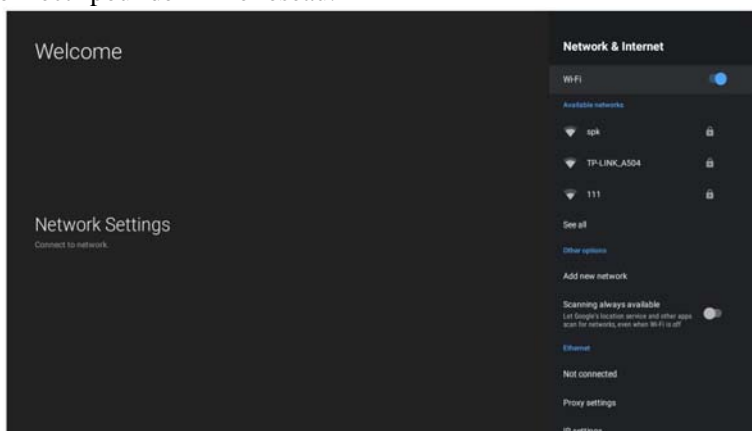 Welcome
Network Settings
Connect to network.
Network & Internet
Wi-Fi
Available networks
spk
TP-LINK_A504
111
See all
Other options
Add new network
Scanning always available
Let Google's location service and other apps
scan for networks, even when Wi-Fi is off
Ethernet
Not connected
Proxy settings
IP settings